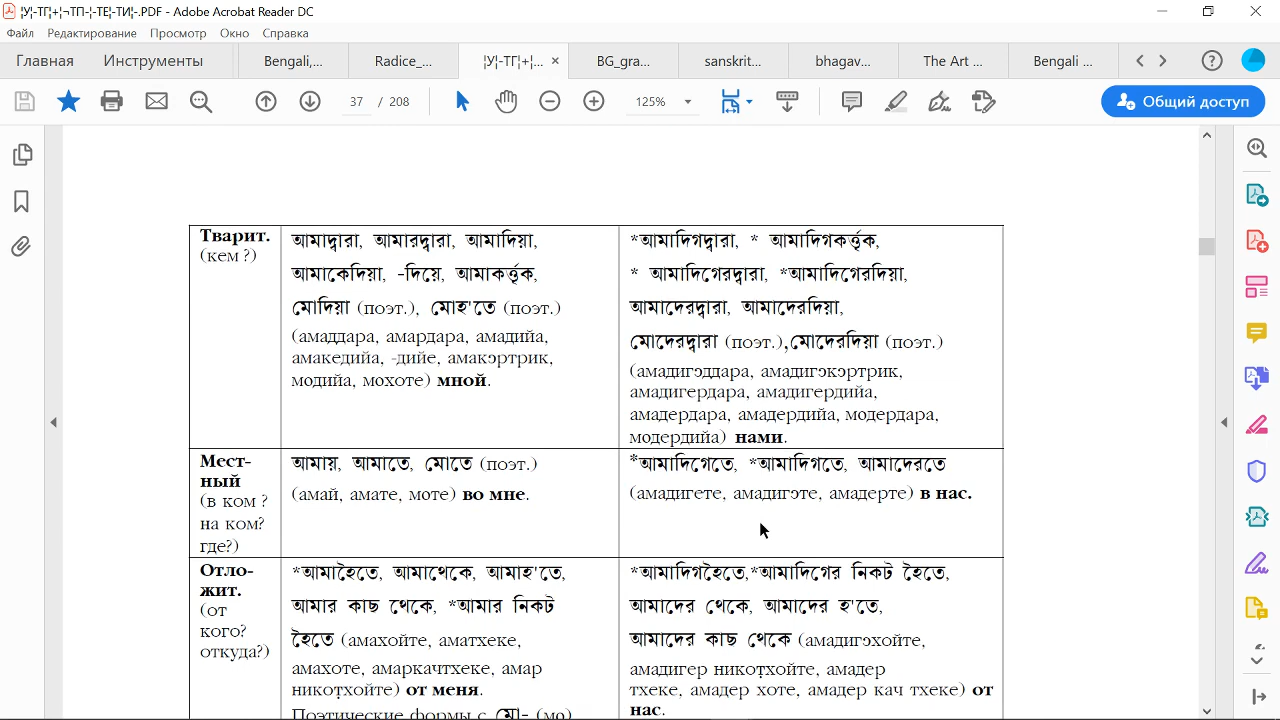 ¦У¦-ТГ¦+¦¬ТП-¦-ТЕ¦-ТИ¦-.PDF - Adobe Acrobat Reader DC
Файл Редактирование Просмотр Окно Справка
Главная Инструменты Bengali,... Radice_... ¦У¦-ТГ¦+¦... × BG_gra... sanskrit... bhagav... The Art ... Bengali ...
37 / 208 125% Общий доступ
Тварит. (кем ?)
আমাদ্বারা, আমারদ্বারা, আমাদিয়া,
আমাকেদিয়া, -দিয়ে, আমাকর্ত্তৃক,
মোদিয়া (поэт.), মোহ'তে (поэт.)
(амаддара, амардара, амадийа,
амакедийа, -дийе, амакэртрик,
модийа, мохоте) мной.
*আমাদিগদ্বারা, * আমাদিগকর্ত্তৃক,
* আমাদিগেরদ্বারা, *আমাদিগেরদিয়া,
আমাদেরদ্বারা, আমাদেরদিয়া,
মোদেরদ্বারা (поэт.),মোদেরদিয়া (поэт.)
(амадигэддара, амадигэкэртрик,
амадигердара, амадигердийа,
амадердара, амадердийа, модердара,
модердийа) нами.
Мест-
ный
(в ком ?
на ком?
где?)
আমায়, আমাতে, মোতে (поэт.)
(амай, амате, моте) во мне.
*আমাদিগেতে, *আমাদিগতে, আমাদেরতে
(амадигете, амадигэте, амадерте) в нас.
Отло-
жит.
(от
кого?
откуда?)
*আমাহৈতে, আমাথেকে, আমাহ'তে,
আমার কাছ থেকে, *আমার নিকট
হৈতে (амахойте, аматхеке,
амахоте, амаркачтхеке, амар
никоṭхойте) от меня.
Поэтические формы с মো- (мо)
*আমাদিগহৈতে,*আমাদিগের নিকট হৈতে,
আমাদের থেকে, আমাদের হ'তে,
আমাদের কাছ থেকে (амадигэхойте,
амадигер никоṭхойте, амадер
тхеке, амадер хоте, амадер кач тхеке) от
нас.